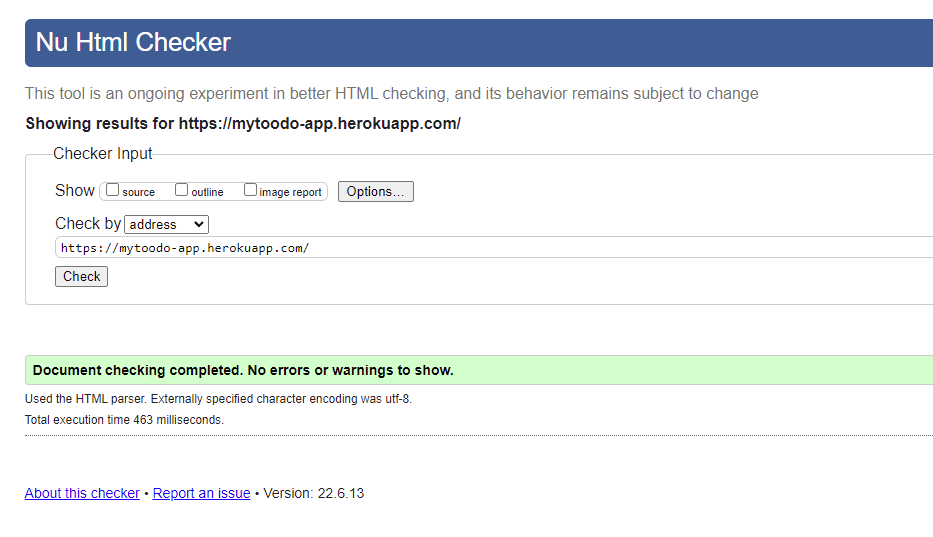 Nu Html Checker
This tool is an ongoing experiment in better HTML checking, and its behavior remains subject to change
Showing results for https://mytoodo-app.herokuapp.com/
Checker Input
Show source outline image report Options...
Check by address
https://mytoodo-app.herokuapp.com/
Check
Document checking completed. No errors or warnings to show.
Used the HTML parser. Externally specified character encoding was utf-8.
Total execution time 463 milliseconds.
About this checker • Report an issue • Version: 22.6.13